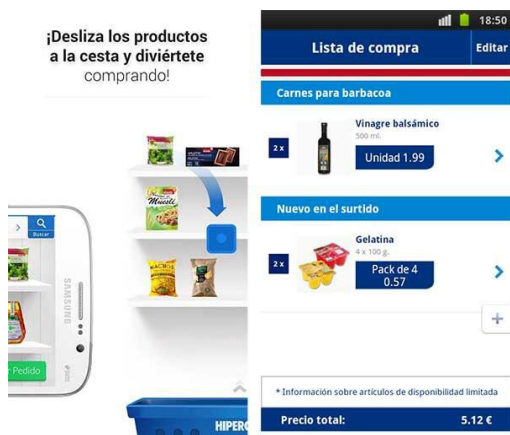 ¡Desliza los productos
a la cesta y diviértete
comprando!
Muesli
Buscar
SAMSUNG
Pedido
HIPERC
18:50
Lista de compra
Editar
Carnes para barbacoa
2 x
Vinagre balsámico
500 ml.
Unidad 1.99
Nuevo en el surtido
2 x
Gelatina
4 x 100 g.
Pack de 4
0.57
+
* Información sobre artículos de disponibilidad limitada
Precio total:
5.12 €